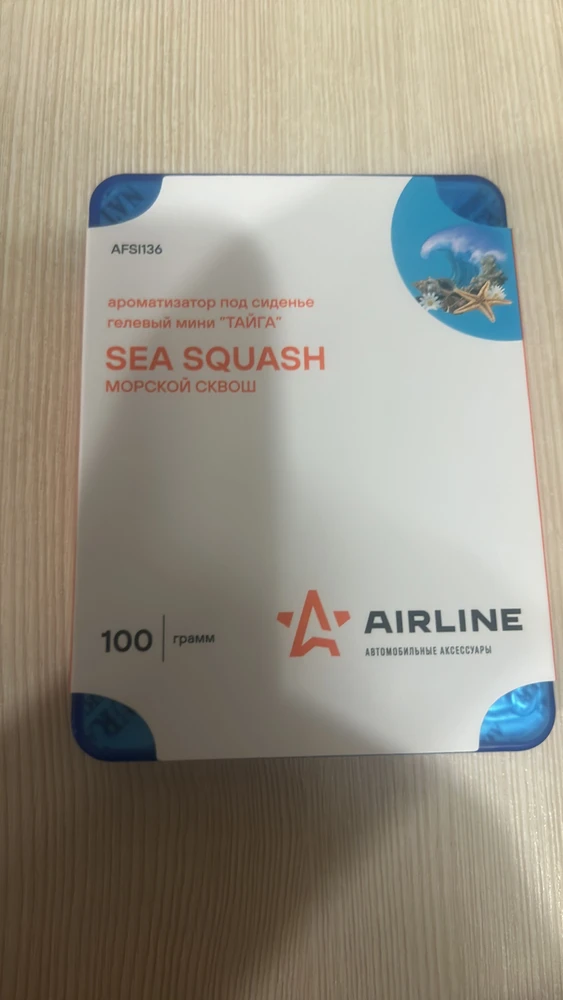 AFSI136
ароматизатор под сиденье
гелевый мини "ТАЙГА"
SEA SQUASH
МОРСКОЙ СКВОШ
100 грамм
AIRLINE
АВТОМОБИЛЬНЫЕ АКСЕССУАРЫ